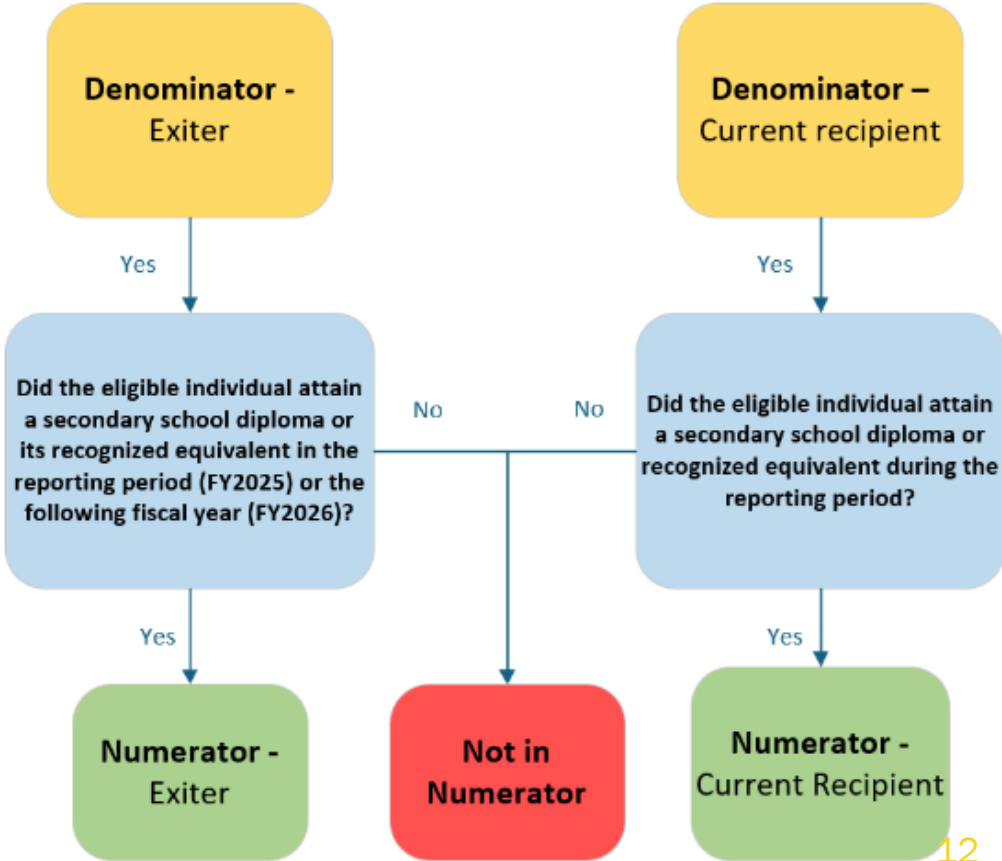 Denominator -
Exiter
Denominator –
Current recipient
Yes
Yes
Did the eligible individual attain
a secondary school diploma or
its recognized equivalent in the
reporting period (FY2025) or the
following fiscal year (FY2026)?
No
No
Did the eligible individual attain
a secondary school diploma or
recognized equivalent during the
reporting period?
Yes
Yes
Numerator -
Exiter
Not in
Numerator
Numerator -
Current Recipient
12